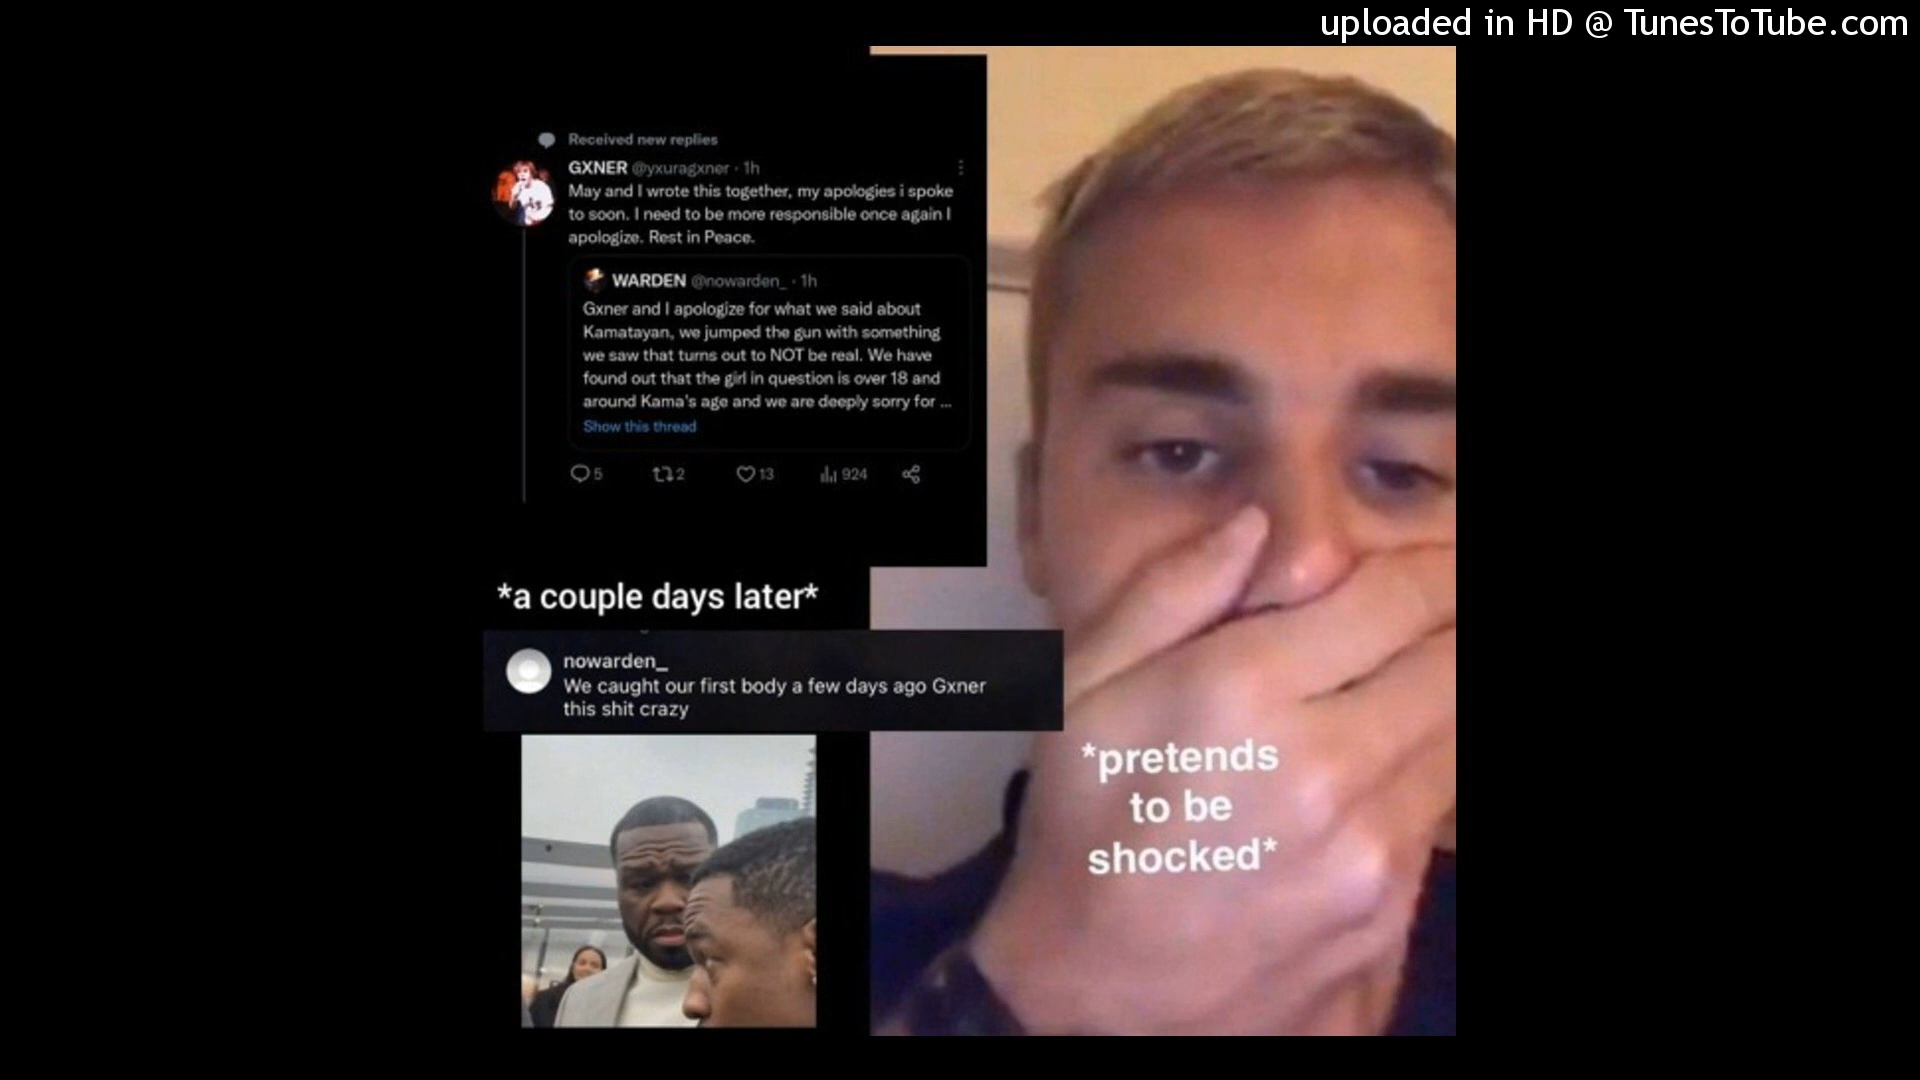 uploaded in HD @ TunesToTube.com
Received new replies
GXNER @yxuragxner · 1h
May and I wrote this together, my apologies i spoke
to soon. I need to be more responsible once again I
apologize. Rest in Peace.
WARDEN @nowarden_ · 1h
Gxner and I apologize for what we said about
Kamatayan, we jumped the gun with something
we saw that turns out to NOT be real. We have
found out that the girl in question is over 18 and
around Kama's age and we are deeply sorry for ...
Show this thread
5 2 13 924
*a couple days later*
nowarden_
We caught our first body a few days ago Gxner
this shit crazy
*pretends
to be
shocked*